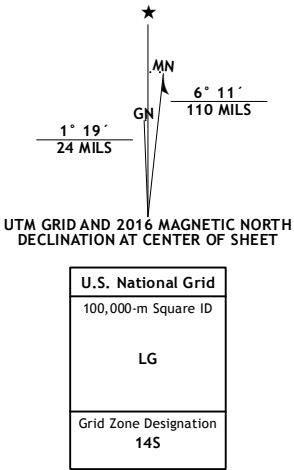 ★
MN
GN
6° 11´
110 MILS
1° 19´
24 MILS
UTM GRID AND 2016 MAGNETIC NORTH
DECLINATION AT CENTER OF SHEET
U.S. National Grid
100,000-m Square ID
LG
Grid Zone Designation
14S